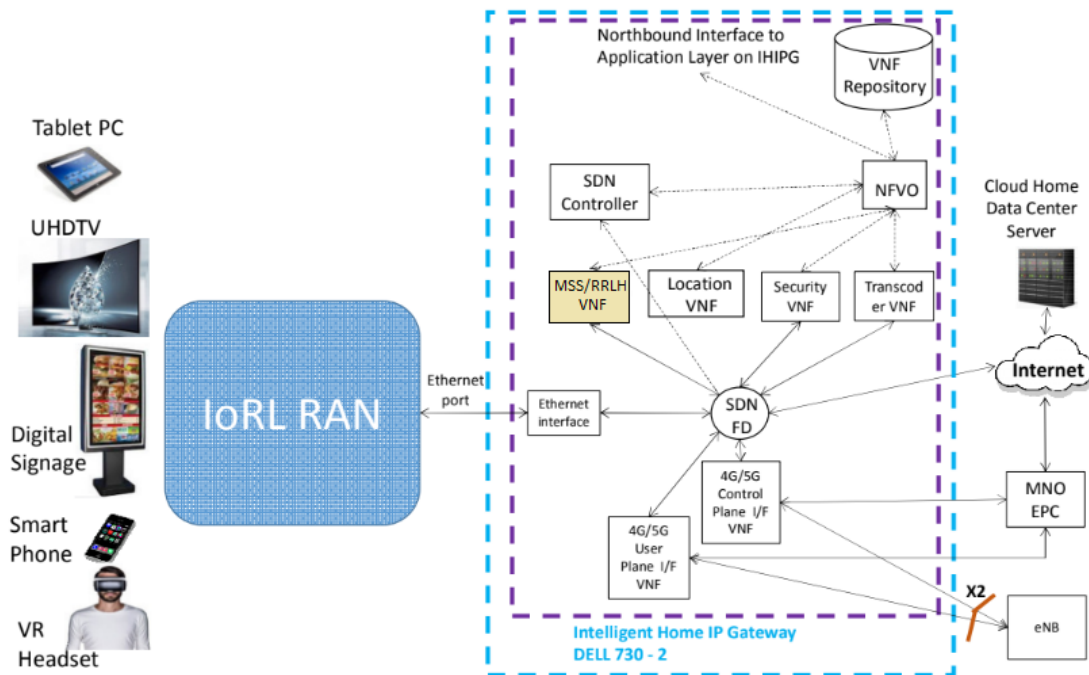 Northbound Interface to
Application Layer on IHIPG
VNF
Repository
Tablet PC
SDN
Controller
NFVO
Cloud Home
Data Center
Server
UHDTV
MSS/RRLH
VNF
Location
VNF
Security
VNF
Transcod
er VNF
Internet
Ethernet
port
IoRL RAN
Ethernet
interface
SDN
FD
Digital
Signage
4G/5G
Control
Plane I/F
VNF
MNO
EPC
Smart
Phone
4G/5G
User
Plane I/F
VNF
X2
eNB
VR
Headset
Intelligent Home IP Gateway
DELL 730 - 2